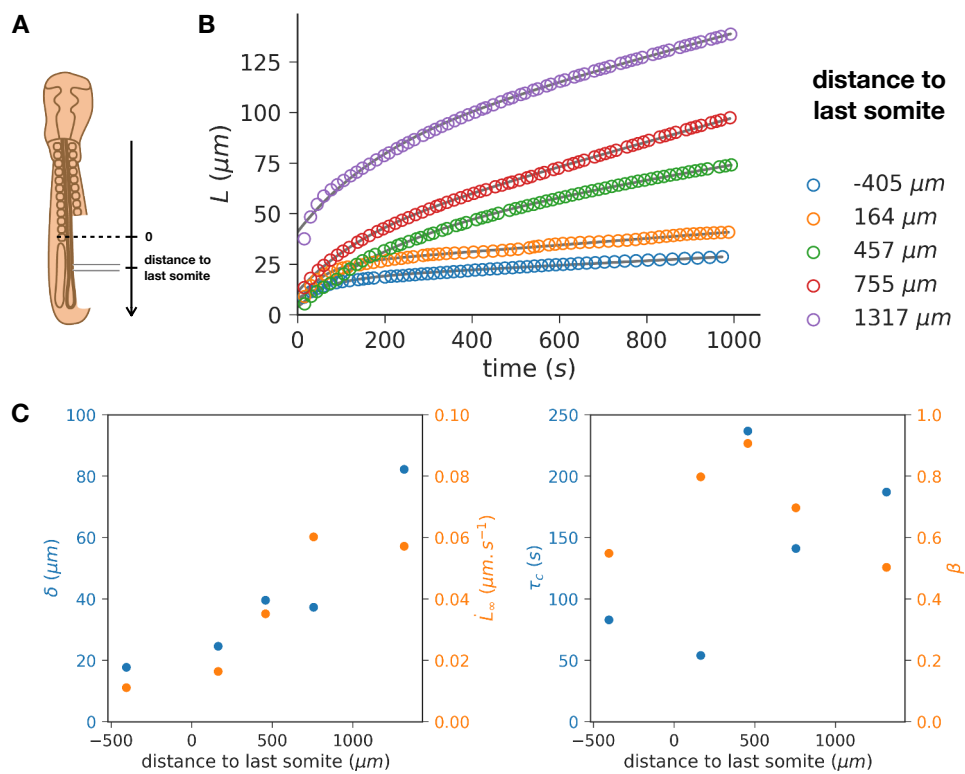 A
0
distance to
last somite
B
125
100
75
50
25
0
L (μm)
0
200
400
600
800
1000
time (s)
distance to
last somite
-405 μm
164 μm
457 μm
755 μm
1317 μm
C
100
80
60
40
20
0
δ (μm)
0.10
0.08
0.06
0.04
0.02
0.00
L̇∞ (μm.s⁻¹)
−500
0
500
1000
distance to last somite (μm)
250
200
150
100
50
0
τc (s)
1.0
0.8
0.6
0.4
0.2
0.0
β
−500
0
500
1000
distance to last somite (μm)